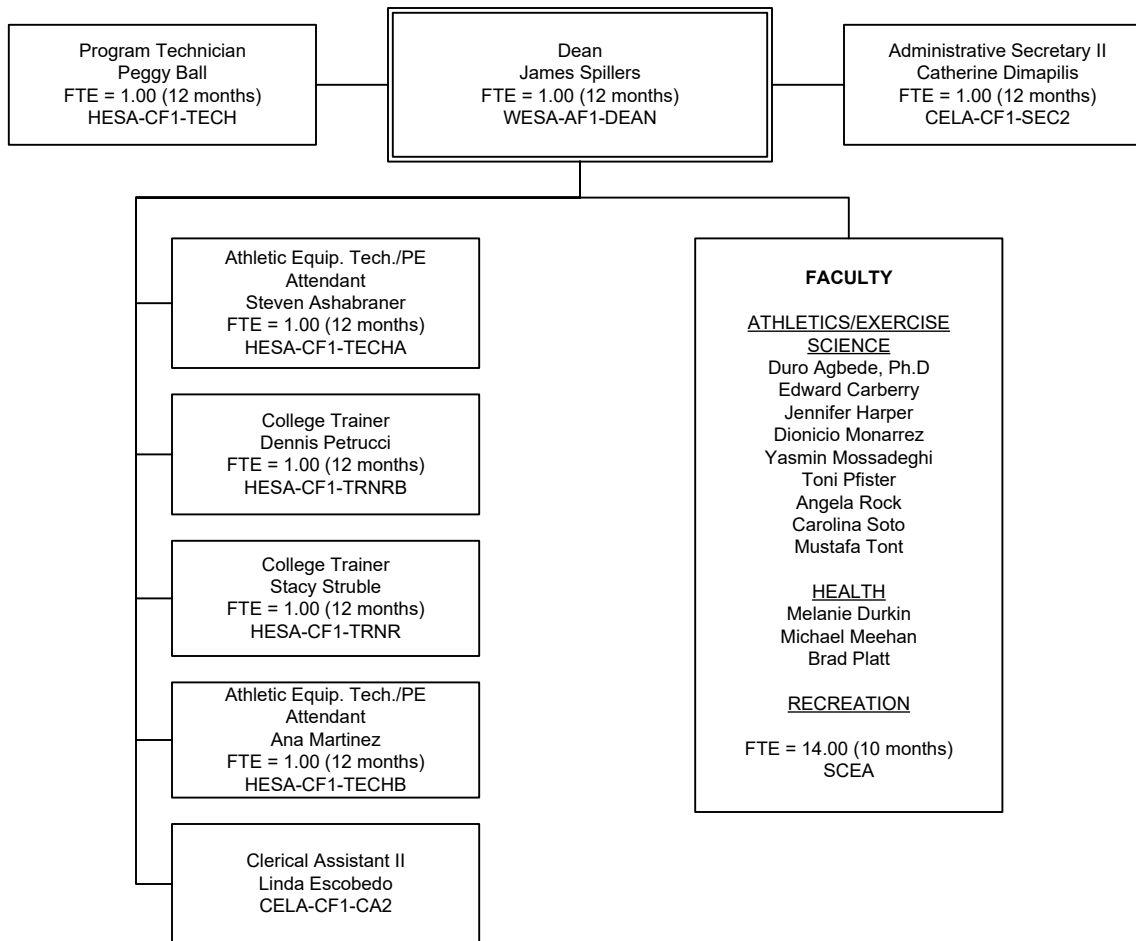 Program Technician
Peggy Ball
FTE = 1.00 (12 months)
HESA-CF1-TECH
Dean
James Spillers
FTE = 1.00 (12 months)
WESA-AF1-DEAN
Administrative Secretary II
Catherine Dimapilis
FTE = 1.00 (12 months)
CELA-CF1-SEC2
Athletic Equip. Tech./PE
Attendant
Steven Ashabraner
FTE = 1.00 (12 months)
HESA-CF1-TECHA
College Trainer
Dennis Petrucci
FTE = 1.00 (12 months)
HESA-CF1-TRNRB
College Trainer
Stacy Struble
FTE = 1.00 (12 months)
HESA-CF1-TRNR
Athletic Equip. Tech./PE
Attendant
Ana Martinez
FTE = 1.00 (12 months)
HESA-CF1-TECHB
Clerical Assistant II
Linda Escobedo
CELA-CF1-CA2
FACULTY
ATHLETICS/EXERCISE
SCIENCE
Duro Agbede, Ph.D
Edward Carberry
Jennifer Harper
Dionicio Monarrez
Yasmin Mossadeghi
Toni Pfister
Angela Rock
Carolina Soto
Mustafa Tont
HEALTH
Melanie Durkin
Michael Meehan
Brad Platt
RECREATION
FTE = 14.00 (10 months)
SCEA